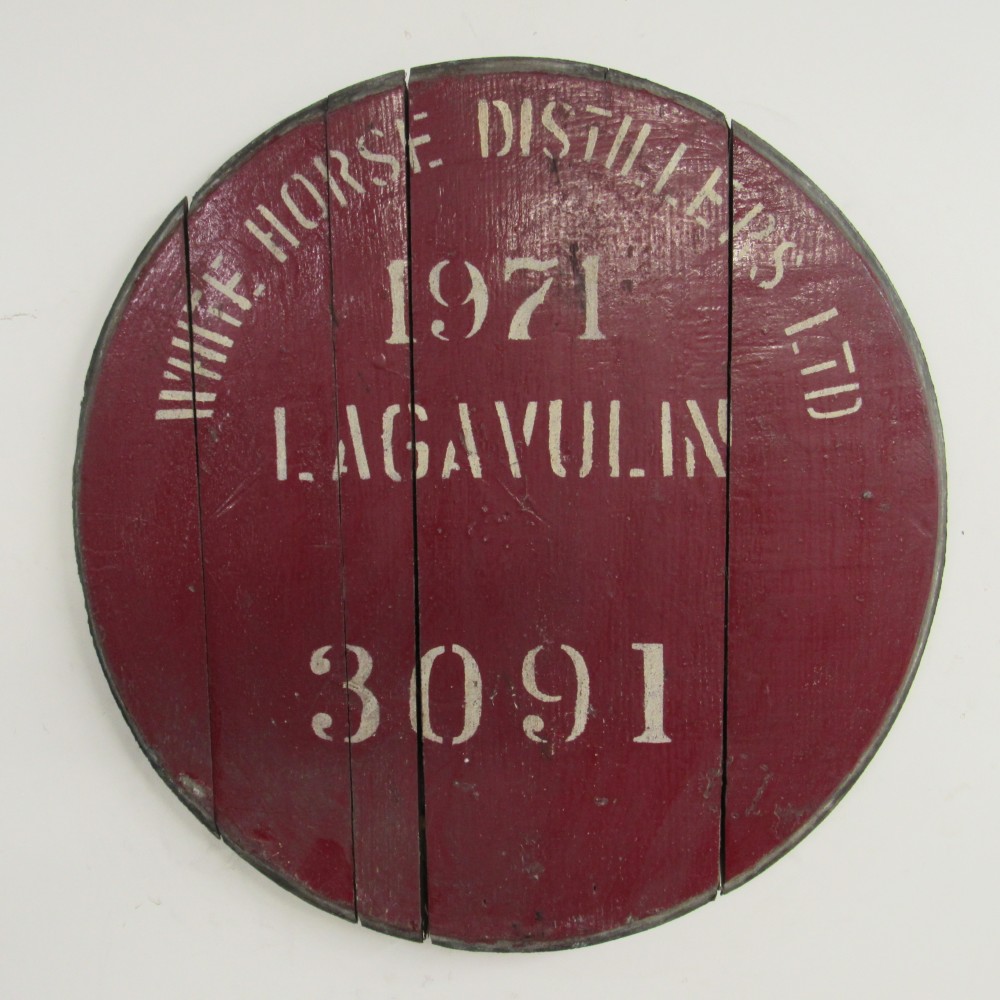 WHITE HORSE DISTILLERS LTD
1971
LAGAVULIN
3091